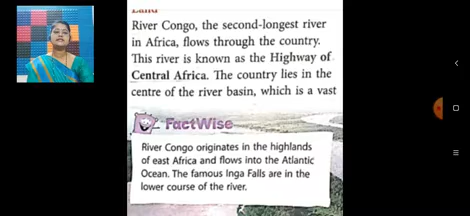 Land
River Congo, the second-longest river
in Africa, flows through the country.
This river is known as the Highway of
Central Africa. The country lies in the
centre of the river basin, which is a vast
FactWise
River Congo originates in the highlands
of east Africa and flows into the Atlantic
Ocean. The famous Inga Falls are in the
lower course of the river.